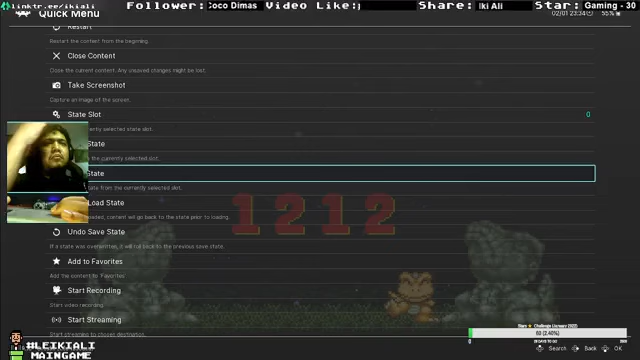 linktr.ee/ikiali Follower: Coco Dimas Video Like: Share: Iki Ali Star: Gaming - 30
Quick Menu 02/01 23:34 55%
Restart
Restart the content from the beginning.
Close Content
Close the current content. Any unsaved changes might be lost.
Take Screenshot
Capture an image of the screen.
State Slot 0
currently selected state slot.
State
the currently selected slot.
State
state from the currently selected slot.
Load State
loaded, content will go back to the state prior to loading.
1212
Undo Save State
If a state was overwritten, it will roll back to the previous save state.
Add to Favorites
Add the content to 'Favorites'.
Start Recording
Start video recording.
Start Streaming
Start streaming to chosen destination.
Stars Challenge (January 2022)
Search Back OK
#LEIKIALI
MAINGAME